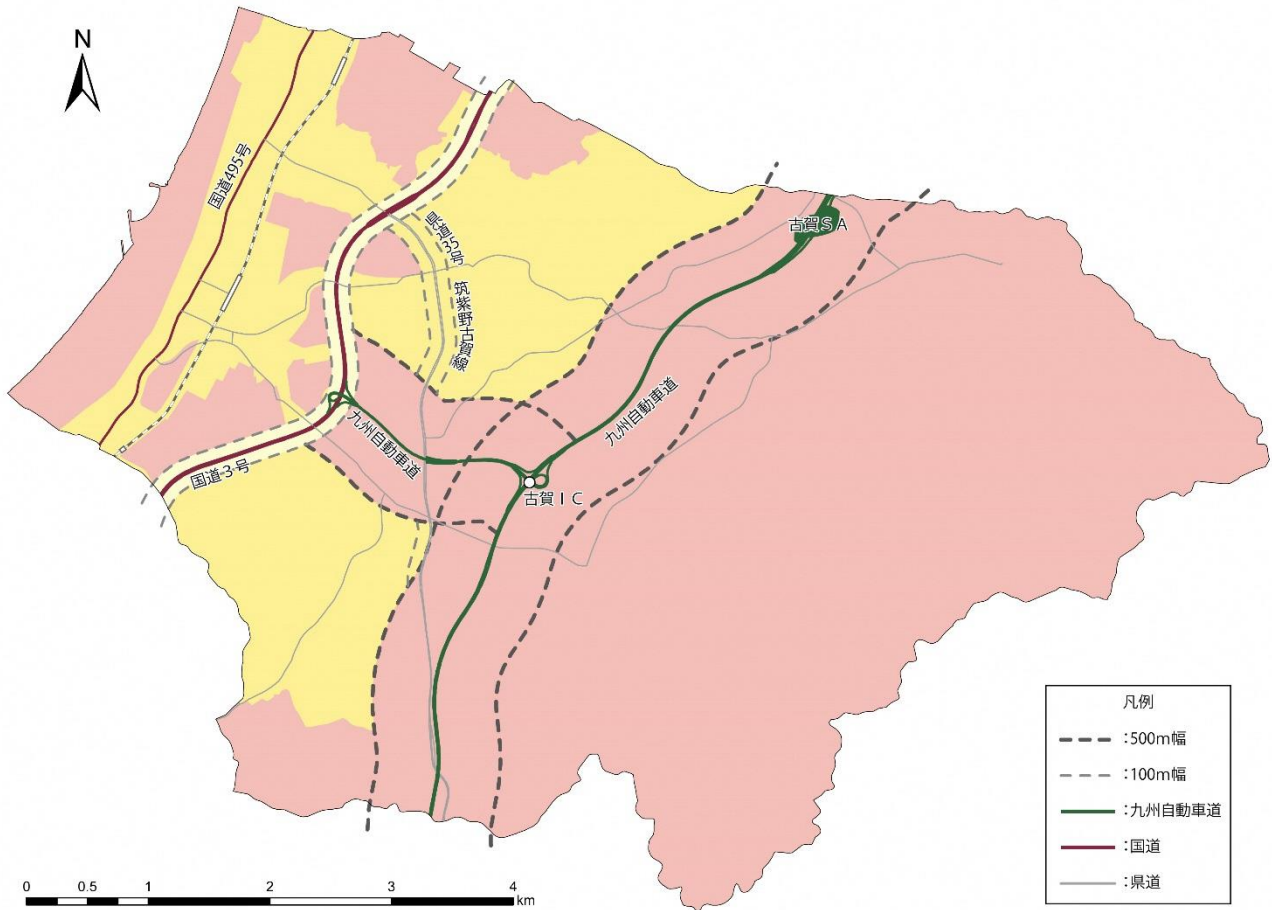 N
国道495号
県道35号
筑紫野古賀線
古賀ＳＡ
九州自動車道
九州自動車道
国道３号
古賀ＩＣ
凡例
:500m幅
:100m幅
:九州自動車道
:国道
:県道
0 0.5 1 2 3 4
km